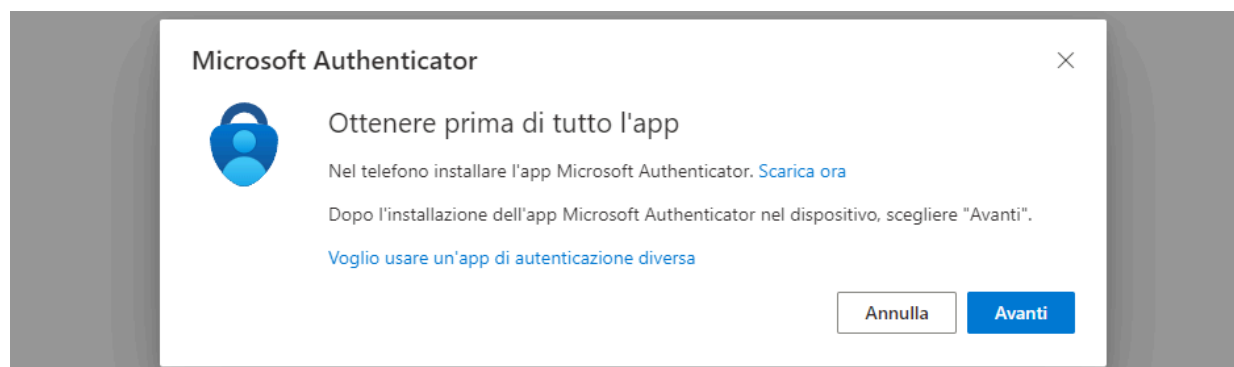 Microsoft Authenticator
Ottenere prima di tutto l'app
Nel telefono installare l'app Microsoft Authenticator. Scarica ora
Dopo l'installazione dell'app Microsoft Authenticator nel dispositivo, scegliere "Avanti".
Voglio usare un'app di autenticazione diversa
Annulla Avanti